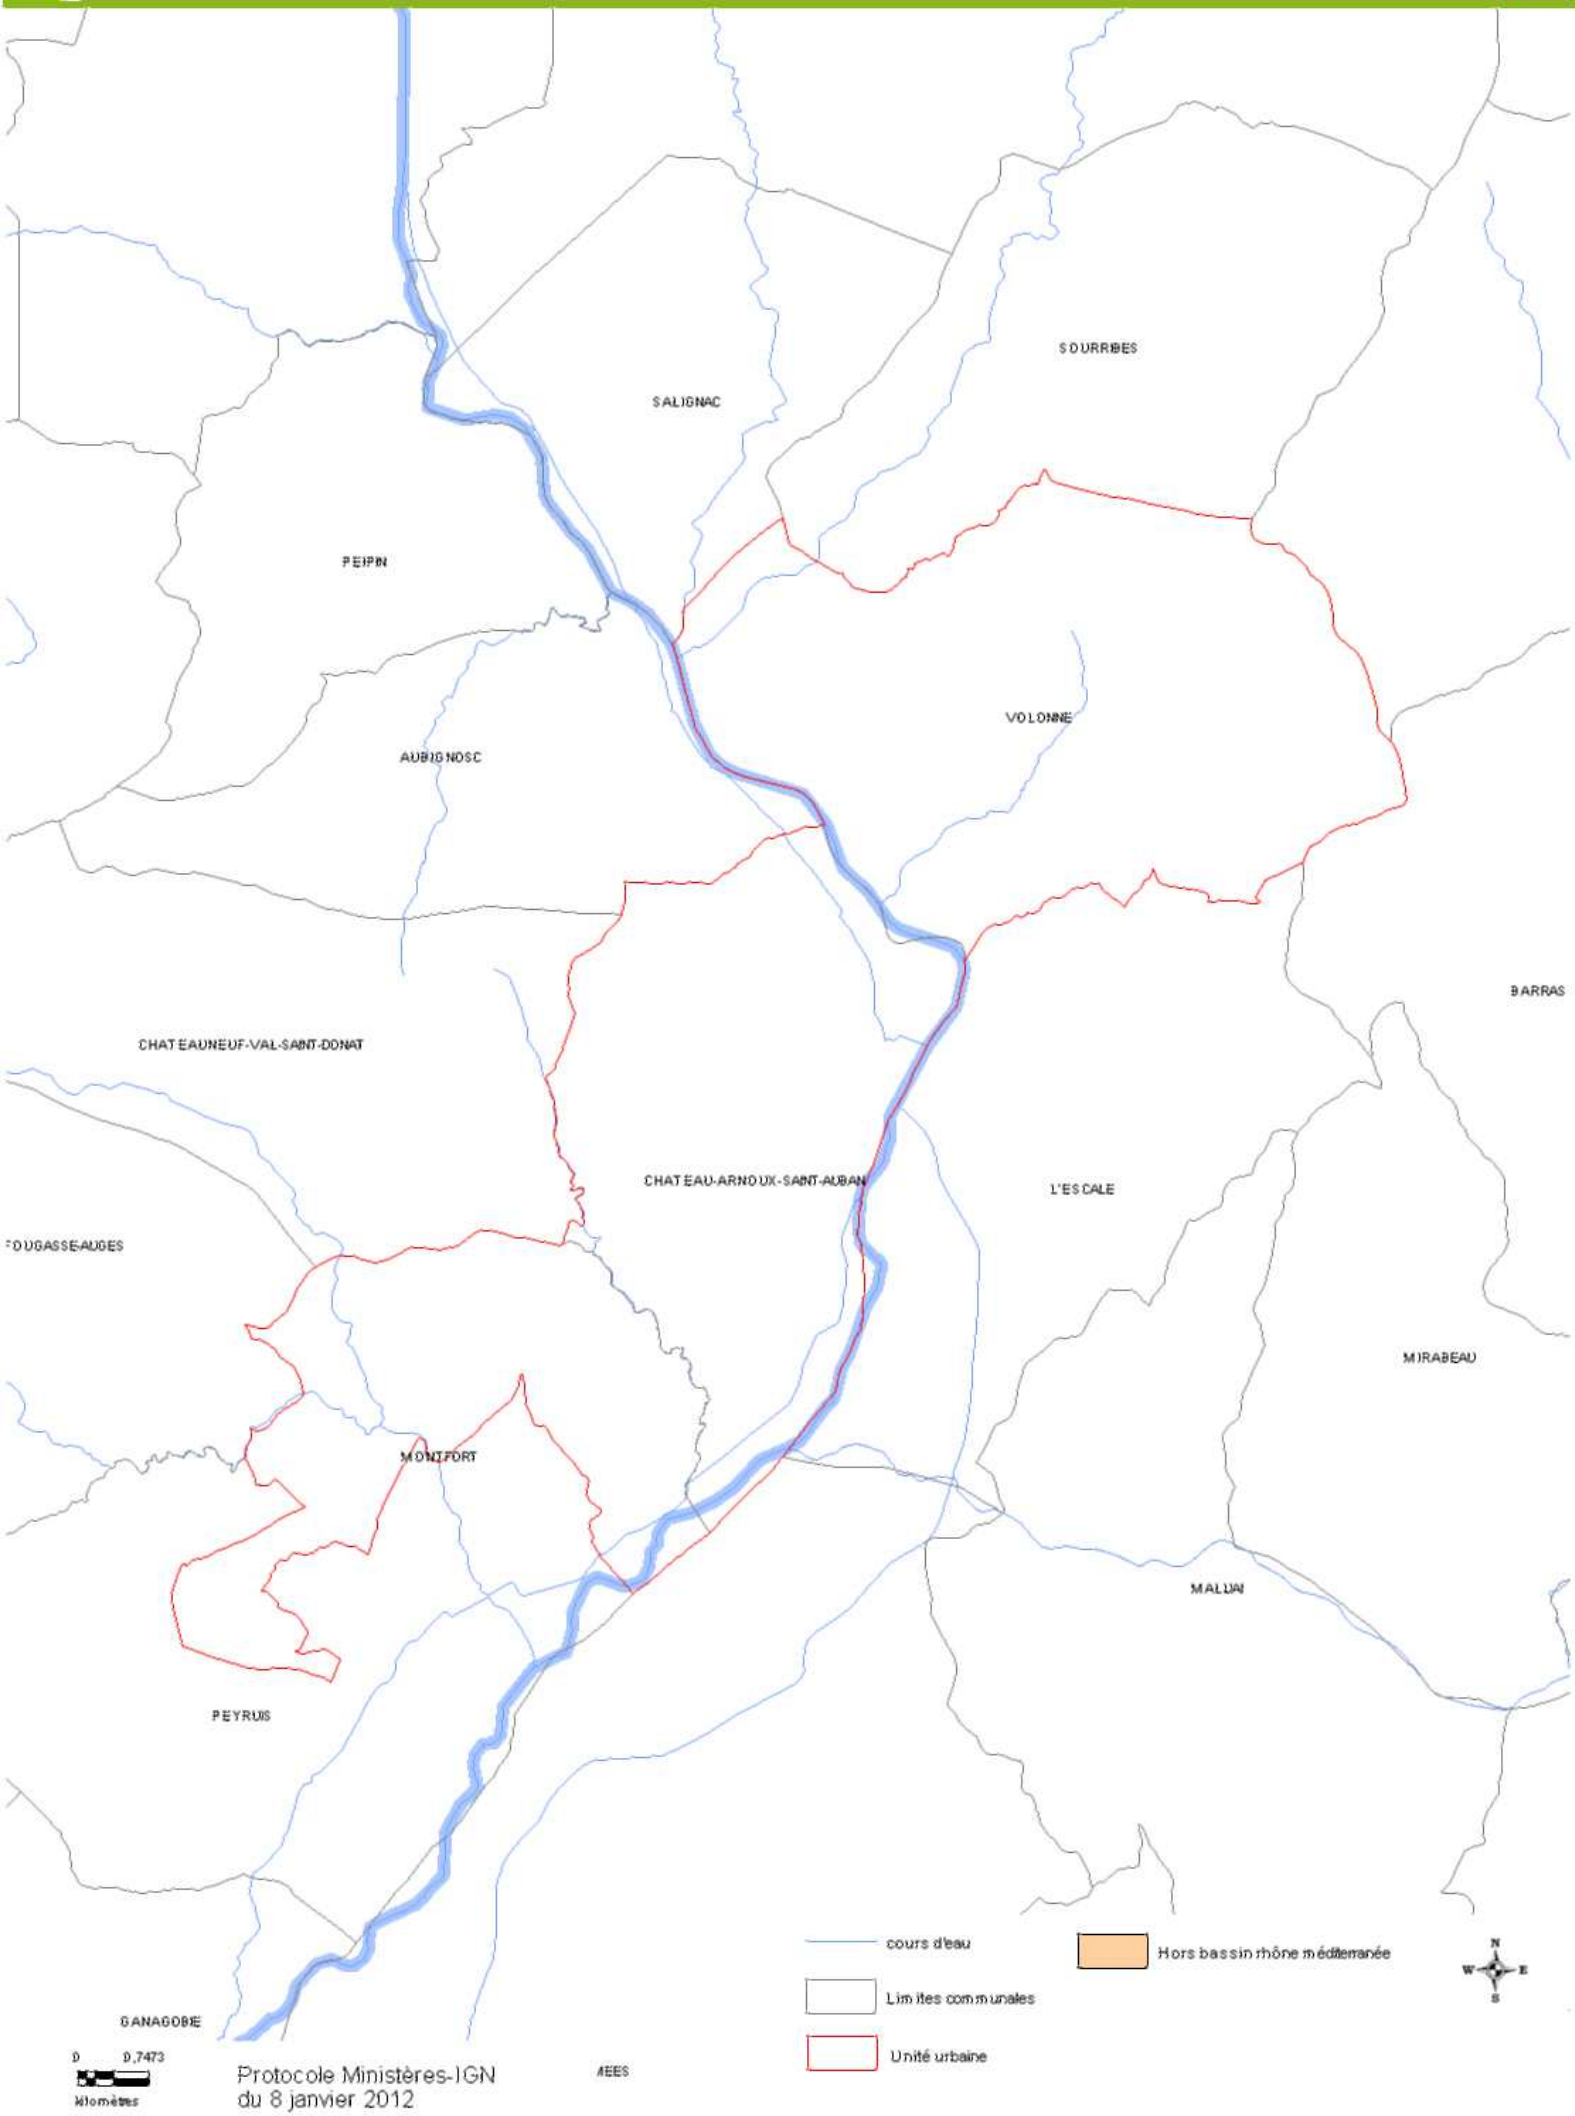 SOURRIBES
SALIGNAC
PEIPIN
VOLONNE
AUBIGNOSC
BARRAS
CHATEAUNEUF-VAL-SAINT-DONAT
CHATEAU-ARNOUX-SAINT-AUBAN
L'ESCALE
FOUGASSE-AUGES
MIRABEAU
MONTFORT
MALIJAI
PEYRUIS
cours d'eau
Hors bassin rhône méditerranée
Limites communales
Unité urbaine
N
W E
S
GANAGOBIE
0 0,7473
kilomètres
Protocole Ministères-IGN
du 8 janvier 2012
MEES